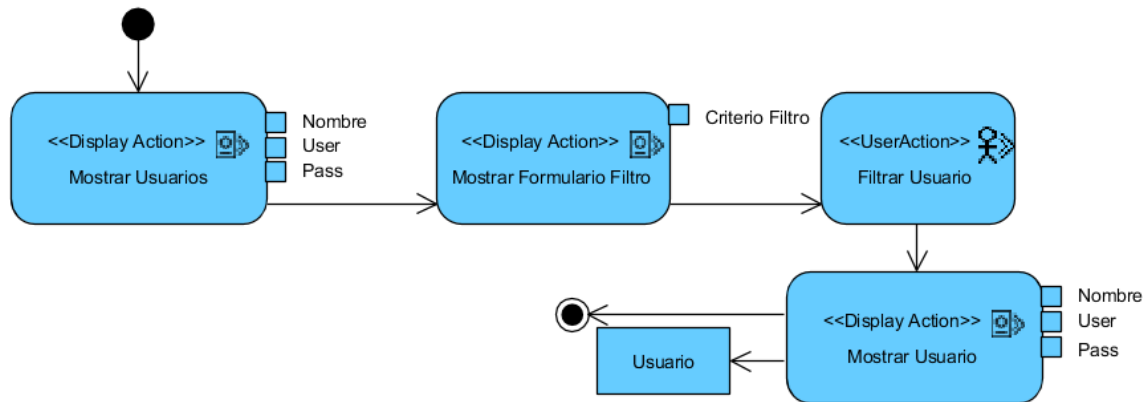 <<Display Action>>
Mostrar Usuarios
Nombre
User
Pass
<<Display Action>>
Mostrar Formulario Filtro
Criterio Filtro
<<UserAction>>
Filtrar Usuario
<<Display Action>>
Mostrar Usuario
Nombre
User
Pass
Usuario